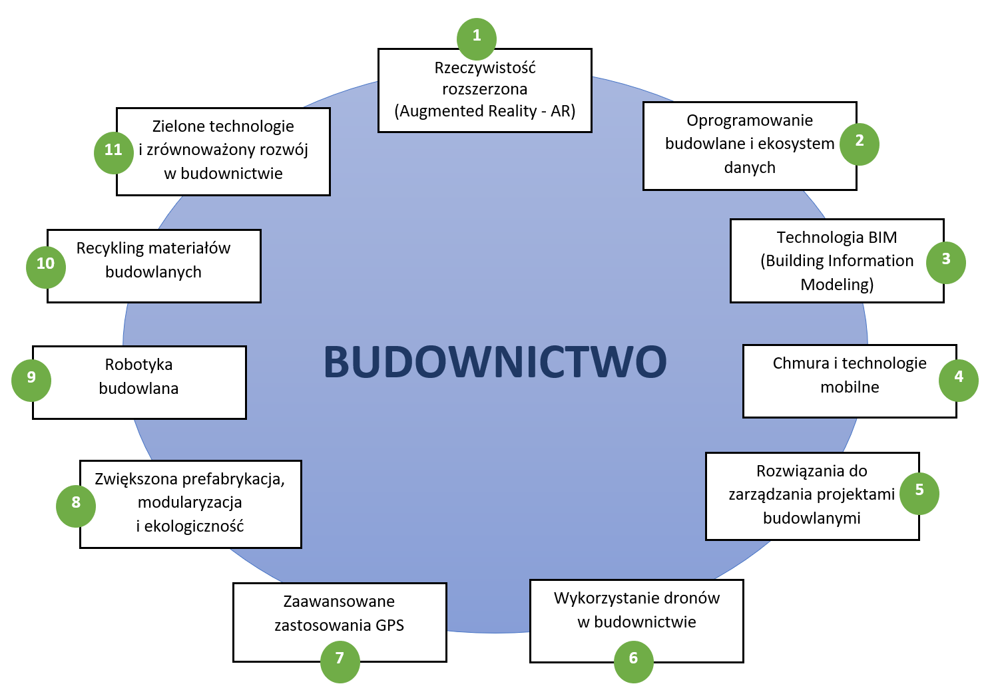 1
Rzeczywistość
rozszerzona
(Augmented Reality - AR)
Oprogramowanie
budowlane i ekosystem
danych
2
Technologia BIM
(Building Information
Modeling)
3
Chmura i technologie
mobilne
4
Rozwiązania do
zarządzania projektami
budowlanymi
5
Wykorzystanie dronów
w budownictwie
6
Zaawansowane
zastosowania GPS
7
Zwiększona prefabrykacja,
modularyzacja
i ekologiczność
8
Robotyka
budowlana
9
Recykling materiałów
budowlanych
10
Zielone technologie
i zrównoważony rozwój
w budownictwie
11
BUDOWNICTWO